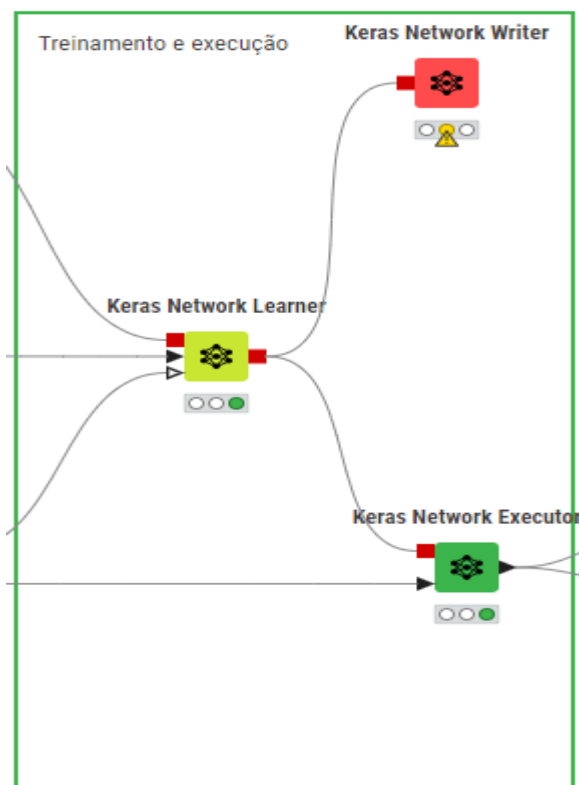 Keras Network Writer
Treinamento e execução
Keras Network Learner
Keras Network Executor